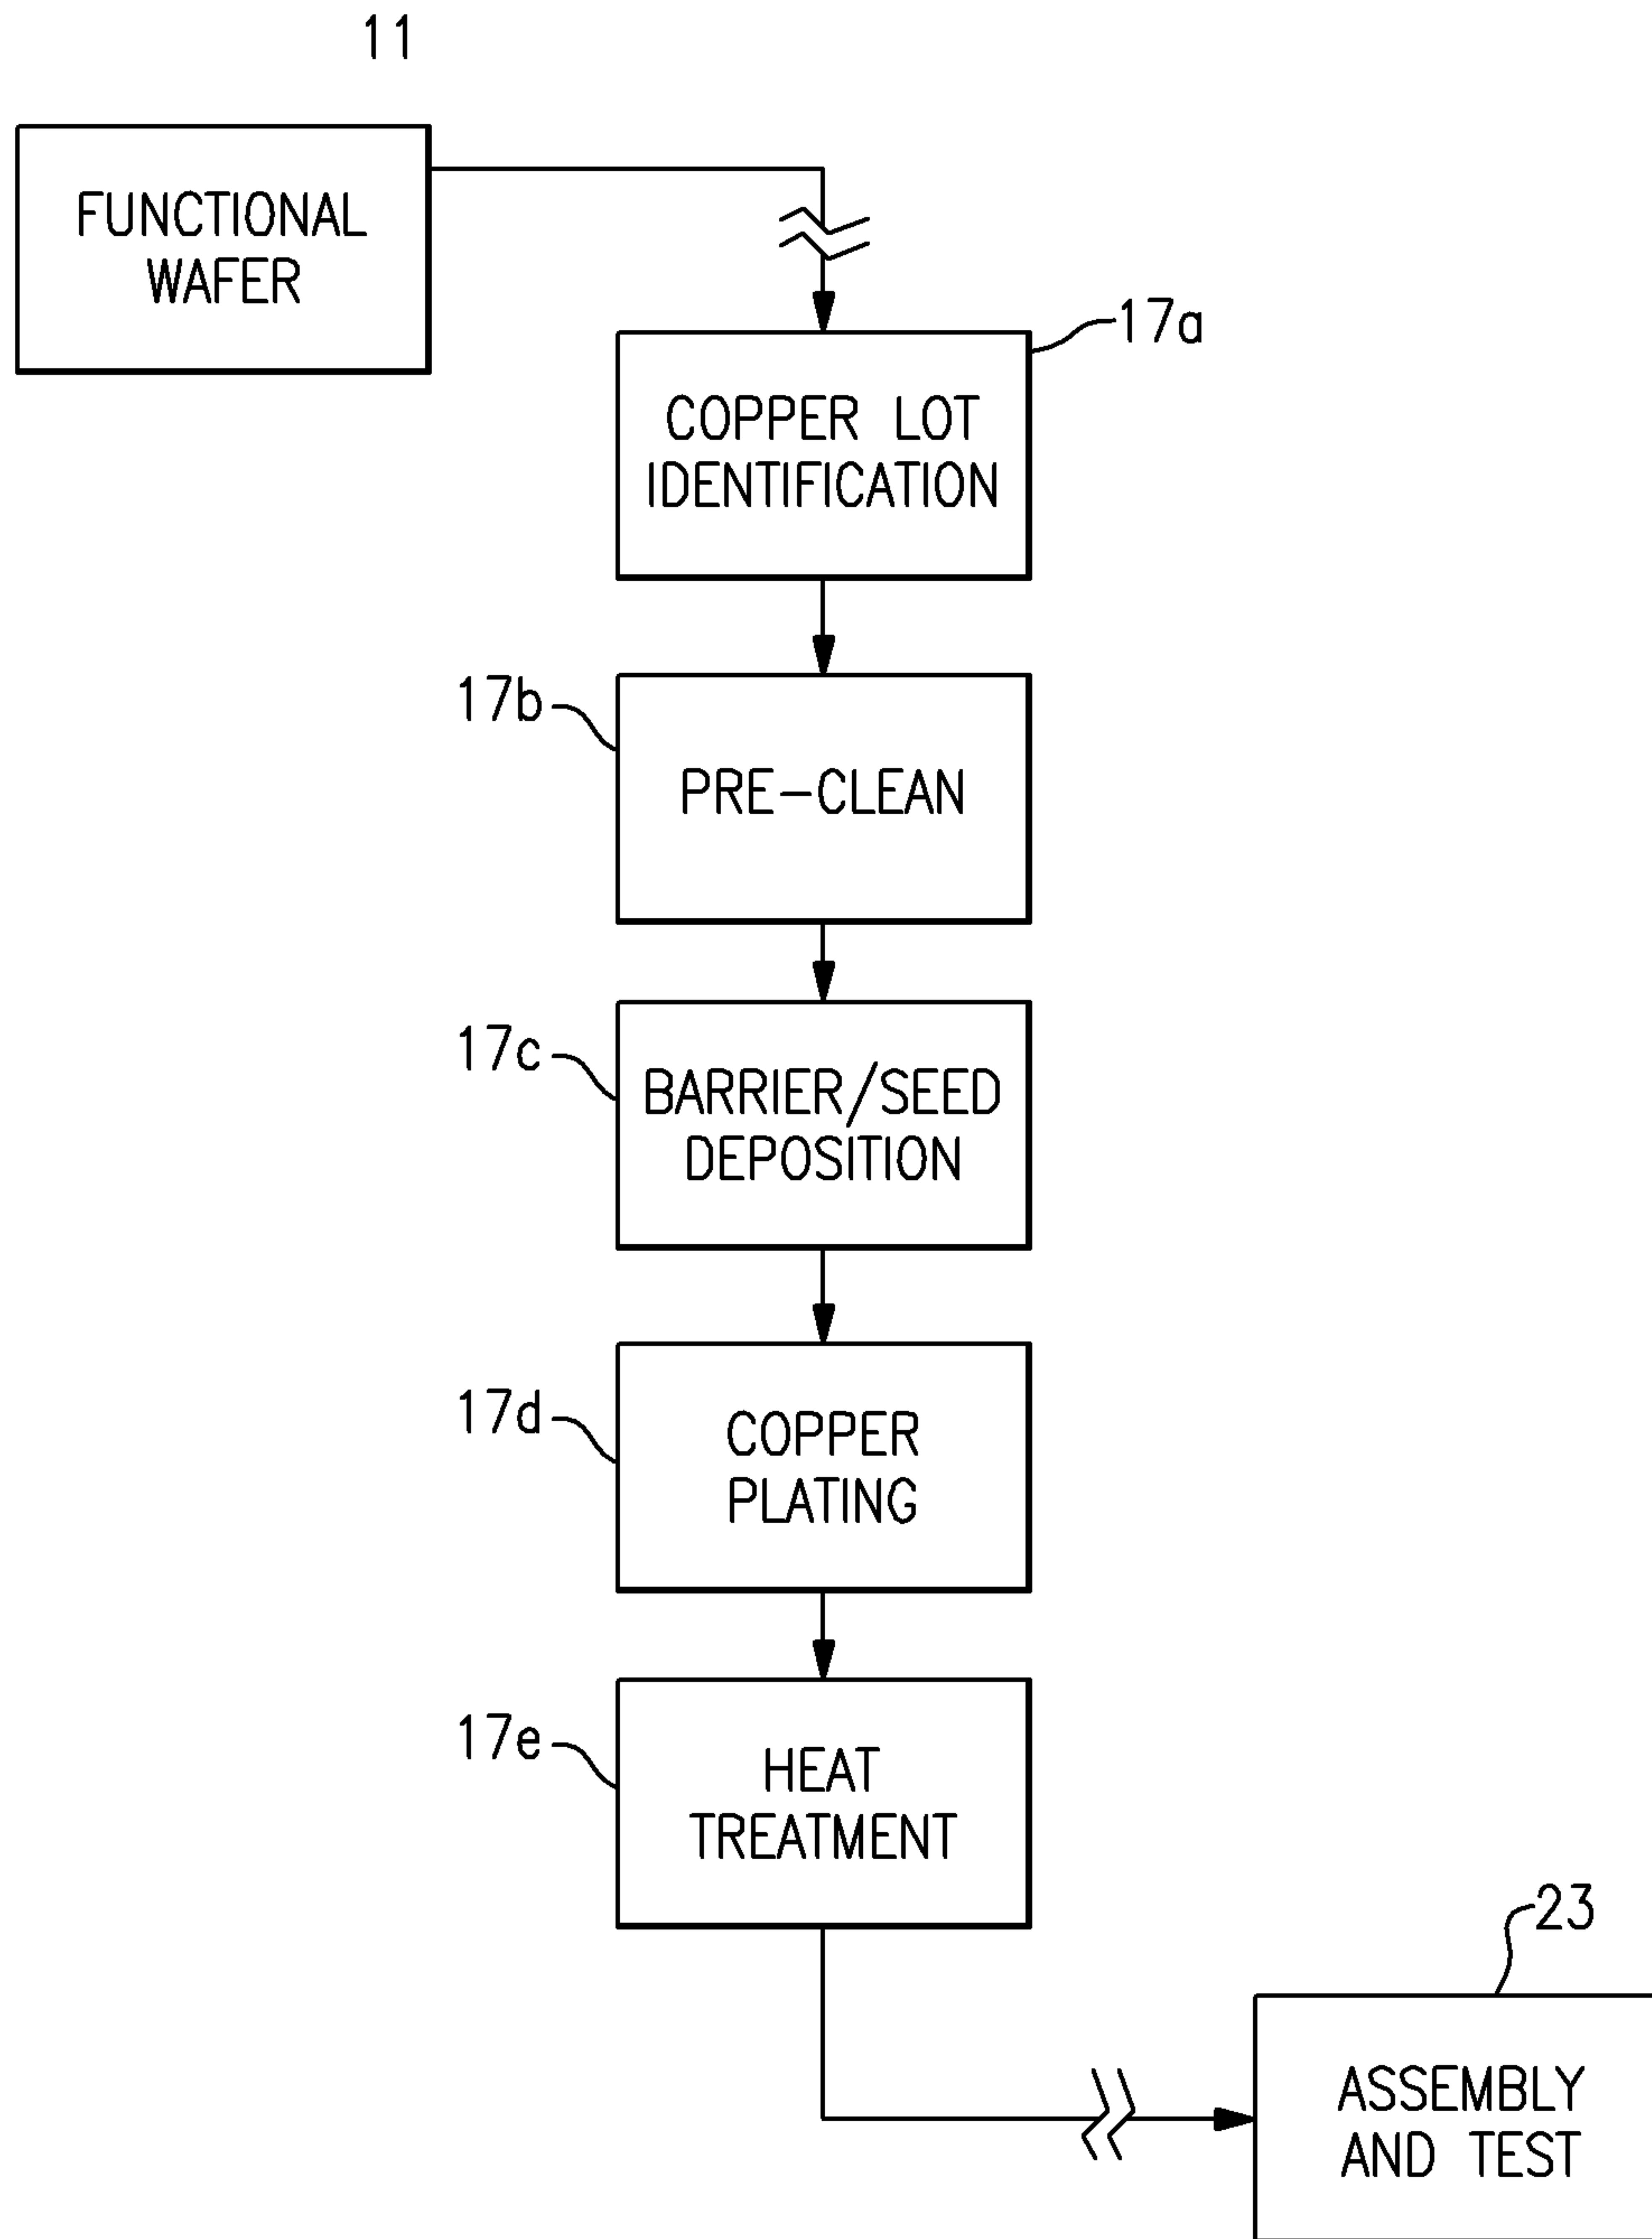 11
FUNCTIONAL
WAFER
17a
COPPER LOT
IDENTIFICATION
17b
PRE-CLEAN
17c
BARRIER/SEED
DEPOSITION
17d
COPPER
PLATING
17e
HEAT
TREATMENT
23
ASSEMBLY
AND TEST